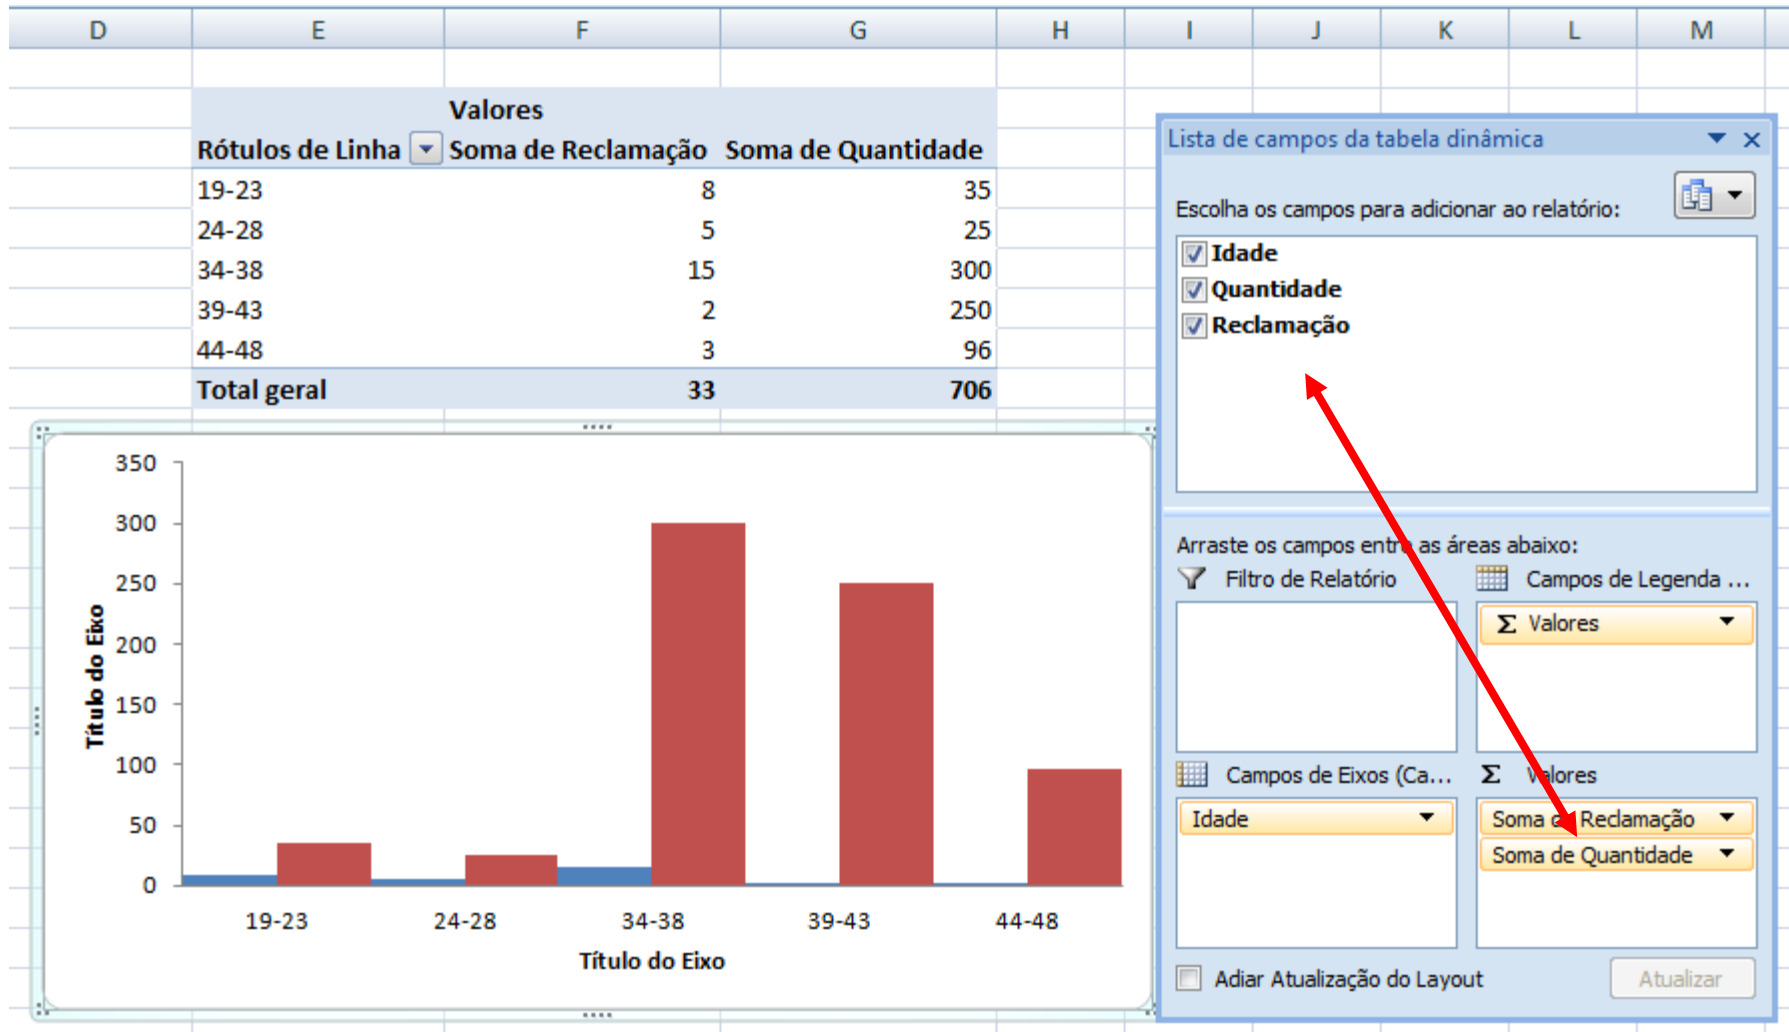 D E F G H I J K L M
Valores
Rótulos de Linha Soma de Reclamação Soma de Quantidade
19-23 8 35
24-28 5 25
34-38 15 300
39-43 2 250
44-48 3 96
Total geral 33 706
350
300
250
200
150
100
50
0
Título do Eixo
19-23 24-28 34-38 39-43 44-48
Título do Eixo
Lista de campos da tabela dinâmica
Escolha os campos para adicionar ao relatório:
Idade
Quantidade
Reclamação
Arraste os campos entre as áreas abaixo:
Filtro de Relatório Campos de Legenda ...
Σ Valores
Campos de Eixos (Ca... Σ Valores
Idade Soma de Reclamação
Soma de Quantidade
Adiar Atualização do Layout Atualizar